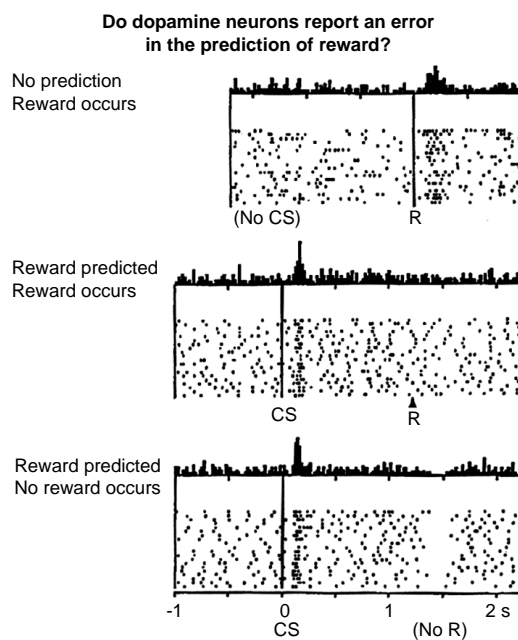 Do dopamine neurons report an error
in the prediction of reward?
No prediction
Reward occurs
(No CS) R
Reward predicted
Reward occurs
CS R
Reward predicted
No reward occurs
-1 0 1 2 s
CS (No R)